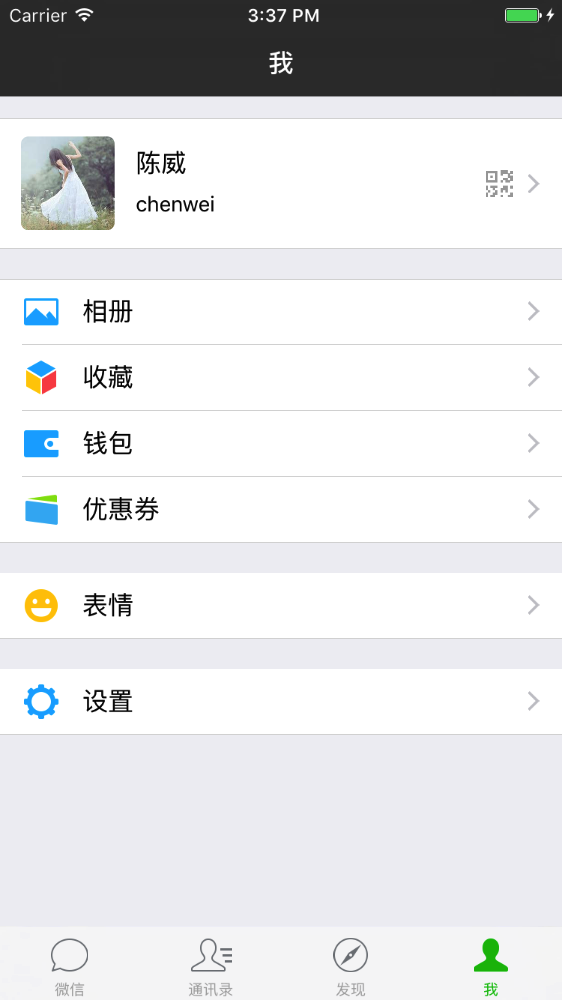 Carrier 3:37 PM
我
陈威
chenwei
相册
收藏
钱包
优惠券
表情
设置
微信 通讯录 发现 我